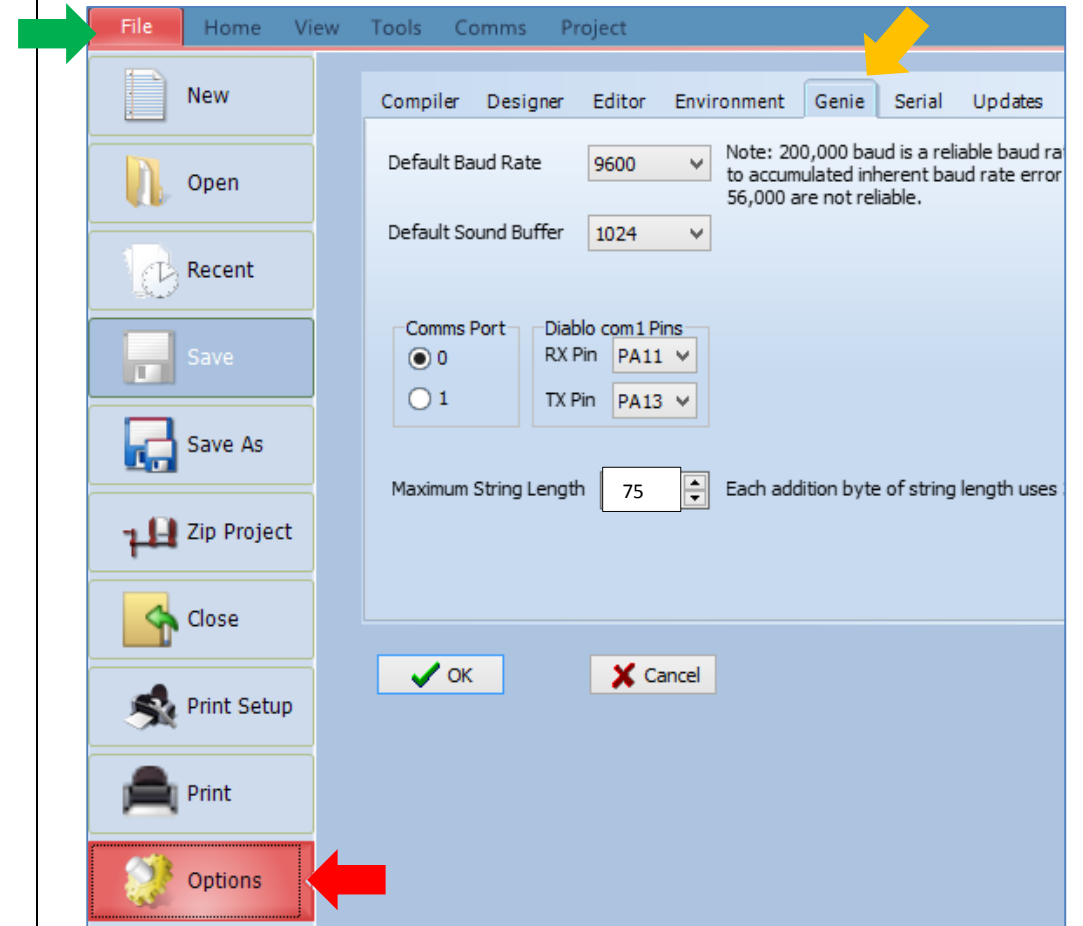 File Home View Tools Comms Project
New
Open
Recent
Save
Save As
Zip Project
Close
Print Setup
Print
Options
Compiler Designer Editor Environment Genie Serial Updates
Default Baud Rate 9600
Note: 200,000 baud is a reliable baud
to accumulated inherent baud rate error
56,000 are not reliable.
Default Sound Buffer 1024
Comms Port
0
1
Diablo com1 Pins
RX Pin PA11
TX Pin PA13
Maximum String Length 75 Each addition byte of string length uses
OK Cancel